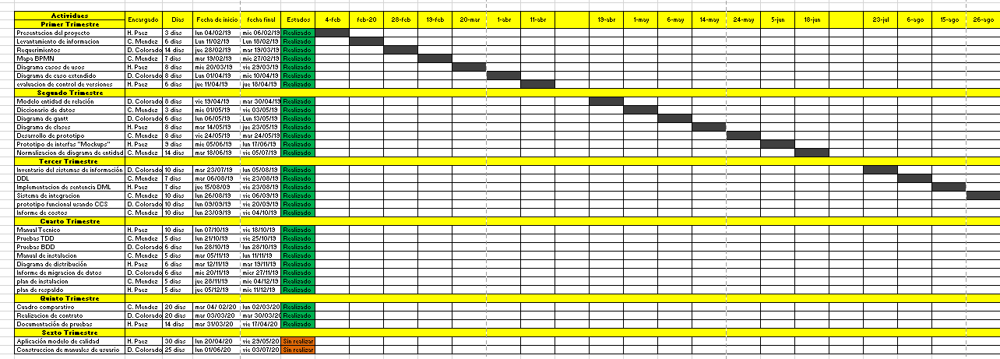 Actividaes Encargado Dias Fecha de inicio fecha final Estados 4-feb feb-20 28-feb 19-feb 20-mar 1-abr 11-abr 19-abr 1-may 6-may 14-may 24-may 5-jun 18-jun 23-jul 6-ago 15-ago 26-ago
Primer Trimestre
Presentacion del proyecto H. Paez 3 dias lun 04/02/19 mie 06/02/19 Realizado
Levantamiento de informacion C. Mendez 6 dias Lun 11/02/19 Lun 18/02/19 Realizado
Requerimientos D. Colorado 14 dias jue 28/02/19 mar 19/03/19 Realizado
Mapa BPMN C. Mendez 7 dias mar 19/02/19 mie 27/02/19 Realizado
Diagrama casos de usos H. Paez 8 dias mie 20/03/19 vie 29/03/19 Realizado
Diagrama de caso extendido D. Colorado 8 dias Lun 01/04/19 mie 10/04/19 Realizado
evaluacion de control de versiones H. Paez 6 dias jue 11/04/19 jue 18/04/19 Realizado
Segundo Trimestre
Modelo entidad de relación D. Colorado 8 dias vie 19/04/19 mar 30/04/19 Realizado
Diccionario de datos C. Mendez 3 dias mie 01/05/19 vie 03/05/19 Realizado
Diagrama de gantt D. Colorado 6 dias lun 06/05/19 Lun 13/05/19 Realizado
Diagrama de clases H. Paez 8 dias mar 14/05/19 jue 23/05/19 Realizado
Desarrollo de prototipo C. Mendez 8 dias vie 24/05/19 mar 24/05/19 Realizado
Prototipo de interfas "Mockups" H. Paez 9 dias mie 05/06/19 lun 17/06/19 Realizado
Normalizacion de diagrama de entidad C. Mendez 14 dias mar 18/06/19 vie 05/07/19 Realizado
Tercer Trimestre
Inventario del sistemas de información D. Colorado 10 dias mar 23/07/19 lun 05/08/19 Realizado
DDL C. Mendez 7 dias mar 06/08/19 vie 23/08/19 Realizado
Implementacion de sentencia DML H. Paez 7 dias jue 15/08/09 vie 23/08/19 Realizado
Sistema de integracion C. Mendez 10 dias lun 26/08/19 vie 06/09/19 Realizado
prototipo funcional usando CCS D. Colorado 10 dias lun 09/09/19 vie 20/09/19 Realizado
Informe de costos C. Mendez 10 dias lun 23/09/19 vie 04/10/19 Realizado
Cuarto Trimestre
Manual Tecnico H. Paez 10 dias lun 07/10/19 vie 18/10/19 Realizado
Pruebas TDD C. Mendez 5 dias lun 21/10/19 vie 25/10/19 Realizado
Pruebas BDD D. Colorado 6 dias lun 28/10/19 lun 28/10/19 Realizado
Manual de instalacion C. Mendez 5 dias mar 05/11/19 lun 11/11/19 Realizado
Diagrama de distribución H. Paez 6 dias mar 12/11/19 mar 19/11/19 Realizado
Informe de migracion de datos D. Colorado 6 dias mie 20/11/19 mier 27/11/19 Realizado
plan de instalacion C. Mendez 5 dias jue 28/11/19 mie 04/12/19 Realizado
plan de respaldo H. Paez 5 dias jue 05/12/19 mie 11/12/19 Realizado
Quinto Trimestre
Cuadro comparativo C. Mendez 20 dias mar 04/ 02/20 lun 02/03/20 Realizado
Realizacion de contrato D. Colorado 20 dias mar 03/03/20 mar 30/03/20 Realizado
Documentación de pruebas H. Paez 14 dias mar 31/03/20 vie 17/04/20 Realizado
Sexto Trimestre
Aplicación modelo de calidad H. Paez 30 dias lun 20/04/20 vie 29/05/20 Sin realizar
Construccion de manuales de usuario D. Colorado 25 dias lun 01/06/20 vie 03/07/20 Sin realizar